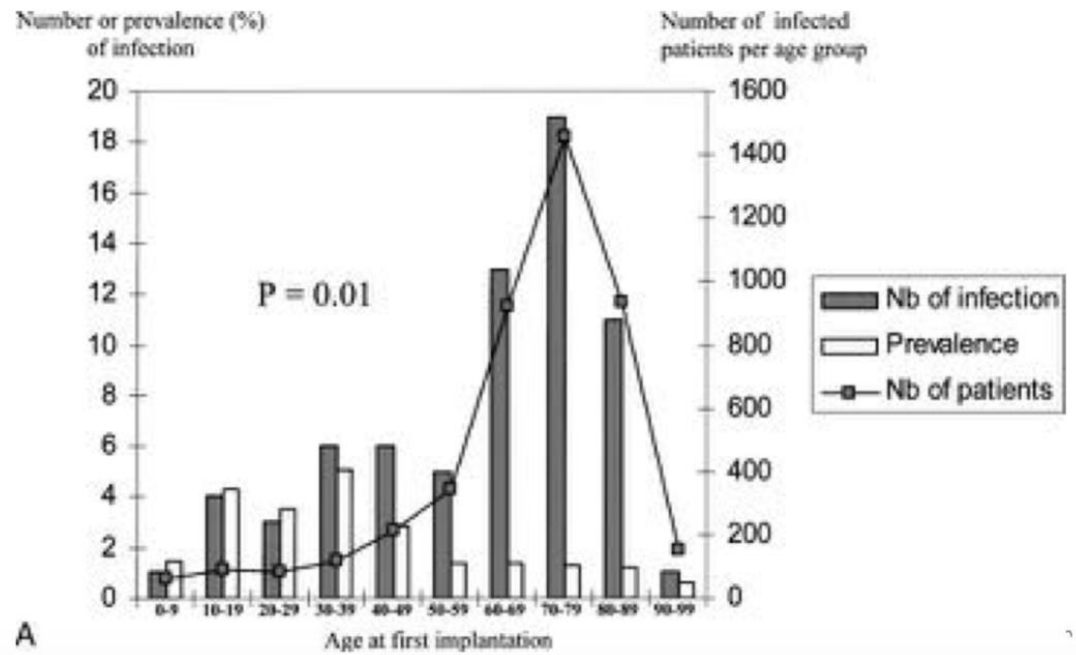 Number or prevalence (%)
of infection
Number of infected
patients per age group
20
18
16
14
12
10
8
6
4
2
0
1600
1400
1200
1000
800
600
400
200
0
P = 0.01
Nb of infection
Prevalence
Nb of patients
0-9 10-19 20-29 30-39 40-49 50-59 60-69 70-79 80-89 90-99
A
Age at first implantation